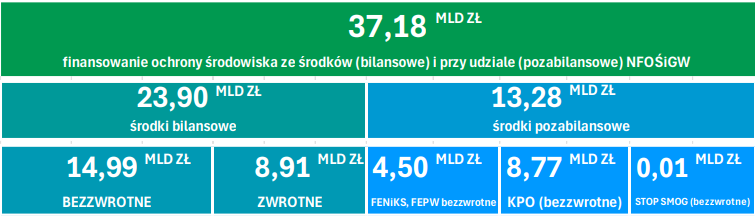 37,18 MLD ZŁ
finansowanie ochrony środowiska ze środków (bilansowe) i przy udziale (pozabilansowe) NFOŚiGW
23,90 MLD ZŁ
środki bilansowe
13,28 MLD ZŁ
środki pozabilansowe
14,99 MLD ZŁ
BEZZWROTNE
8,91 MLD ZŁ
ZWROTNE
4,50 MLD ZŁ
FENiKS, FEPW bezzwrotne
8,77 MLD ZŁ
KPO (bezzwrotne)
0,01 MLD ZŁ
STOP SMOG (bezzwrotne)